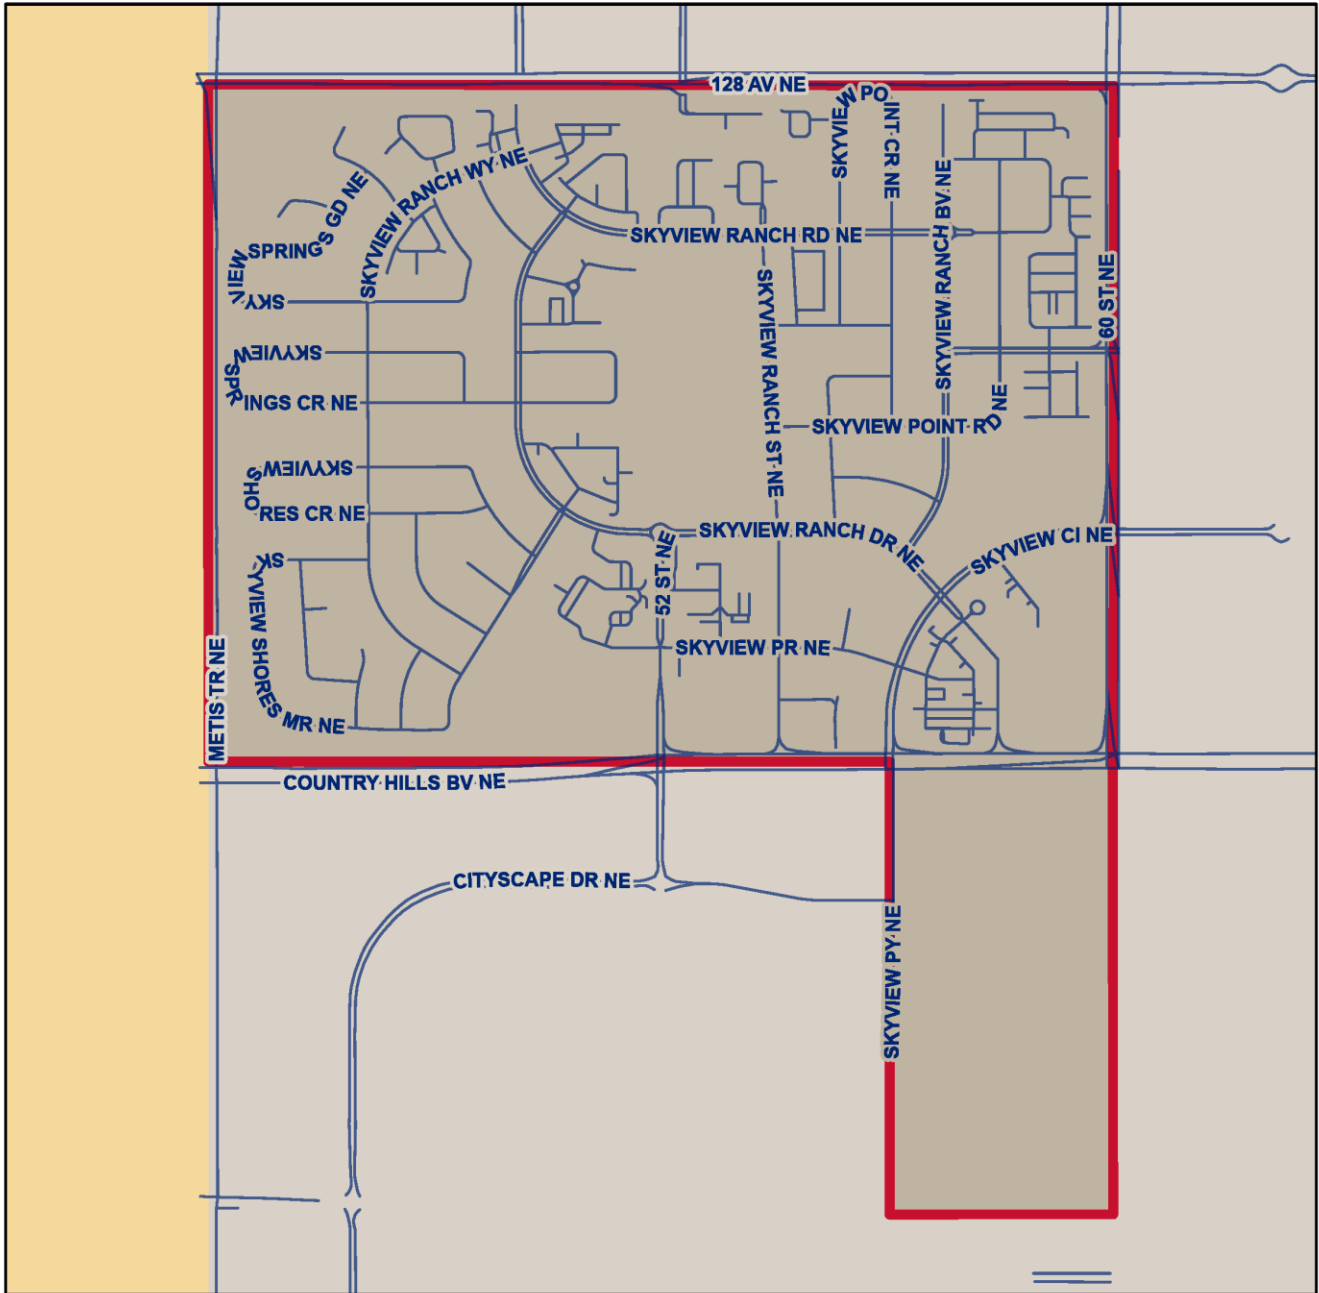 128 AV NE
SKYVIEW POINT CR NE
SKYVIEW RANCH WY NE
SKYVIEW SPRINGS GD NE
SKYVIEW RANCH BV NE
SKYVIEW RANCH RD NE
60 ST NE
SKYVIEW RANCH ST NE
SKYVIEW SPRINGS CR NE
SKYVIEW POINT RD NE
SKYVIEW SHORES CR NE
SKYVIEW RANCH DR NE
SKYVIEW CI NE
52 ST NE
SKYVIEW SHORES MR NE
SKYVIEW PR NE
METIS TR NE
COUNTRY HILLS BV NE
CITYSCAPE DR NE
SKYVIEW PY NE